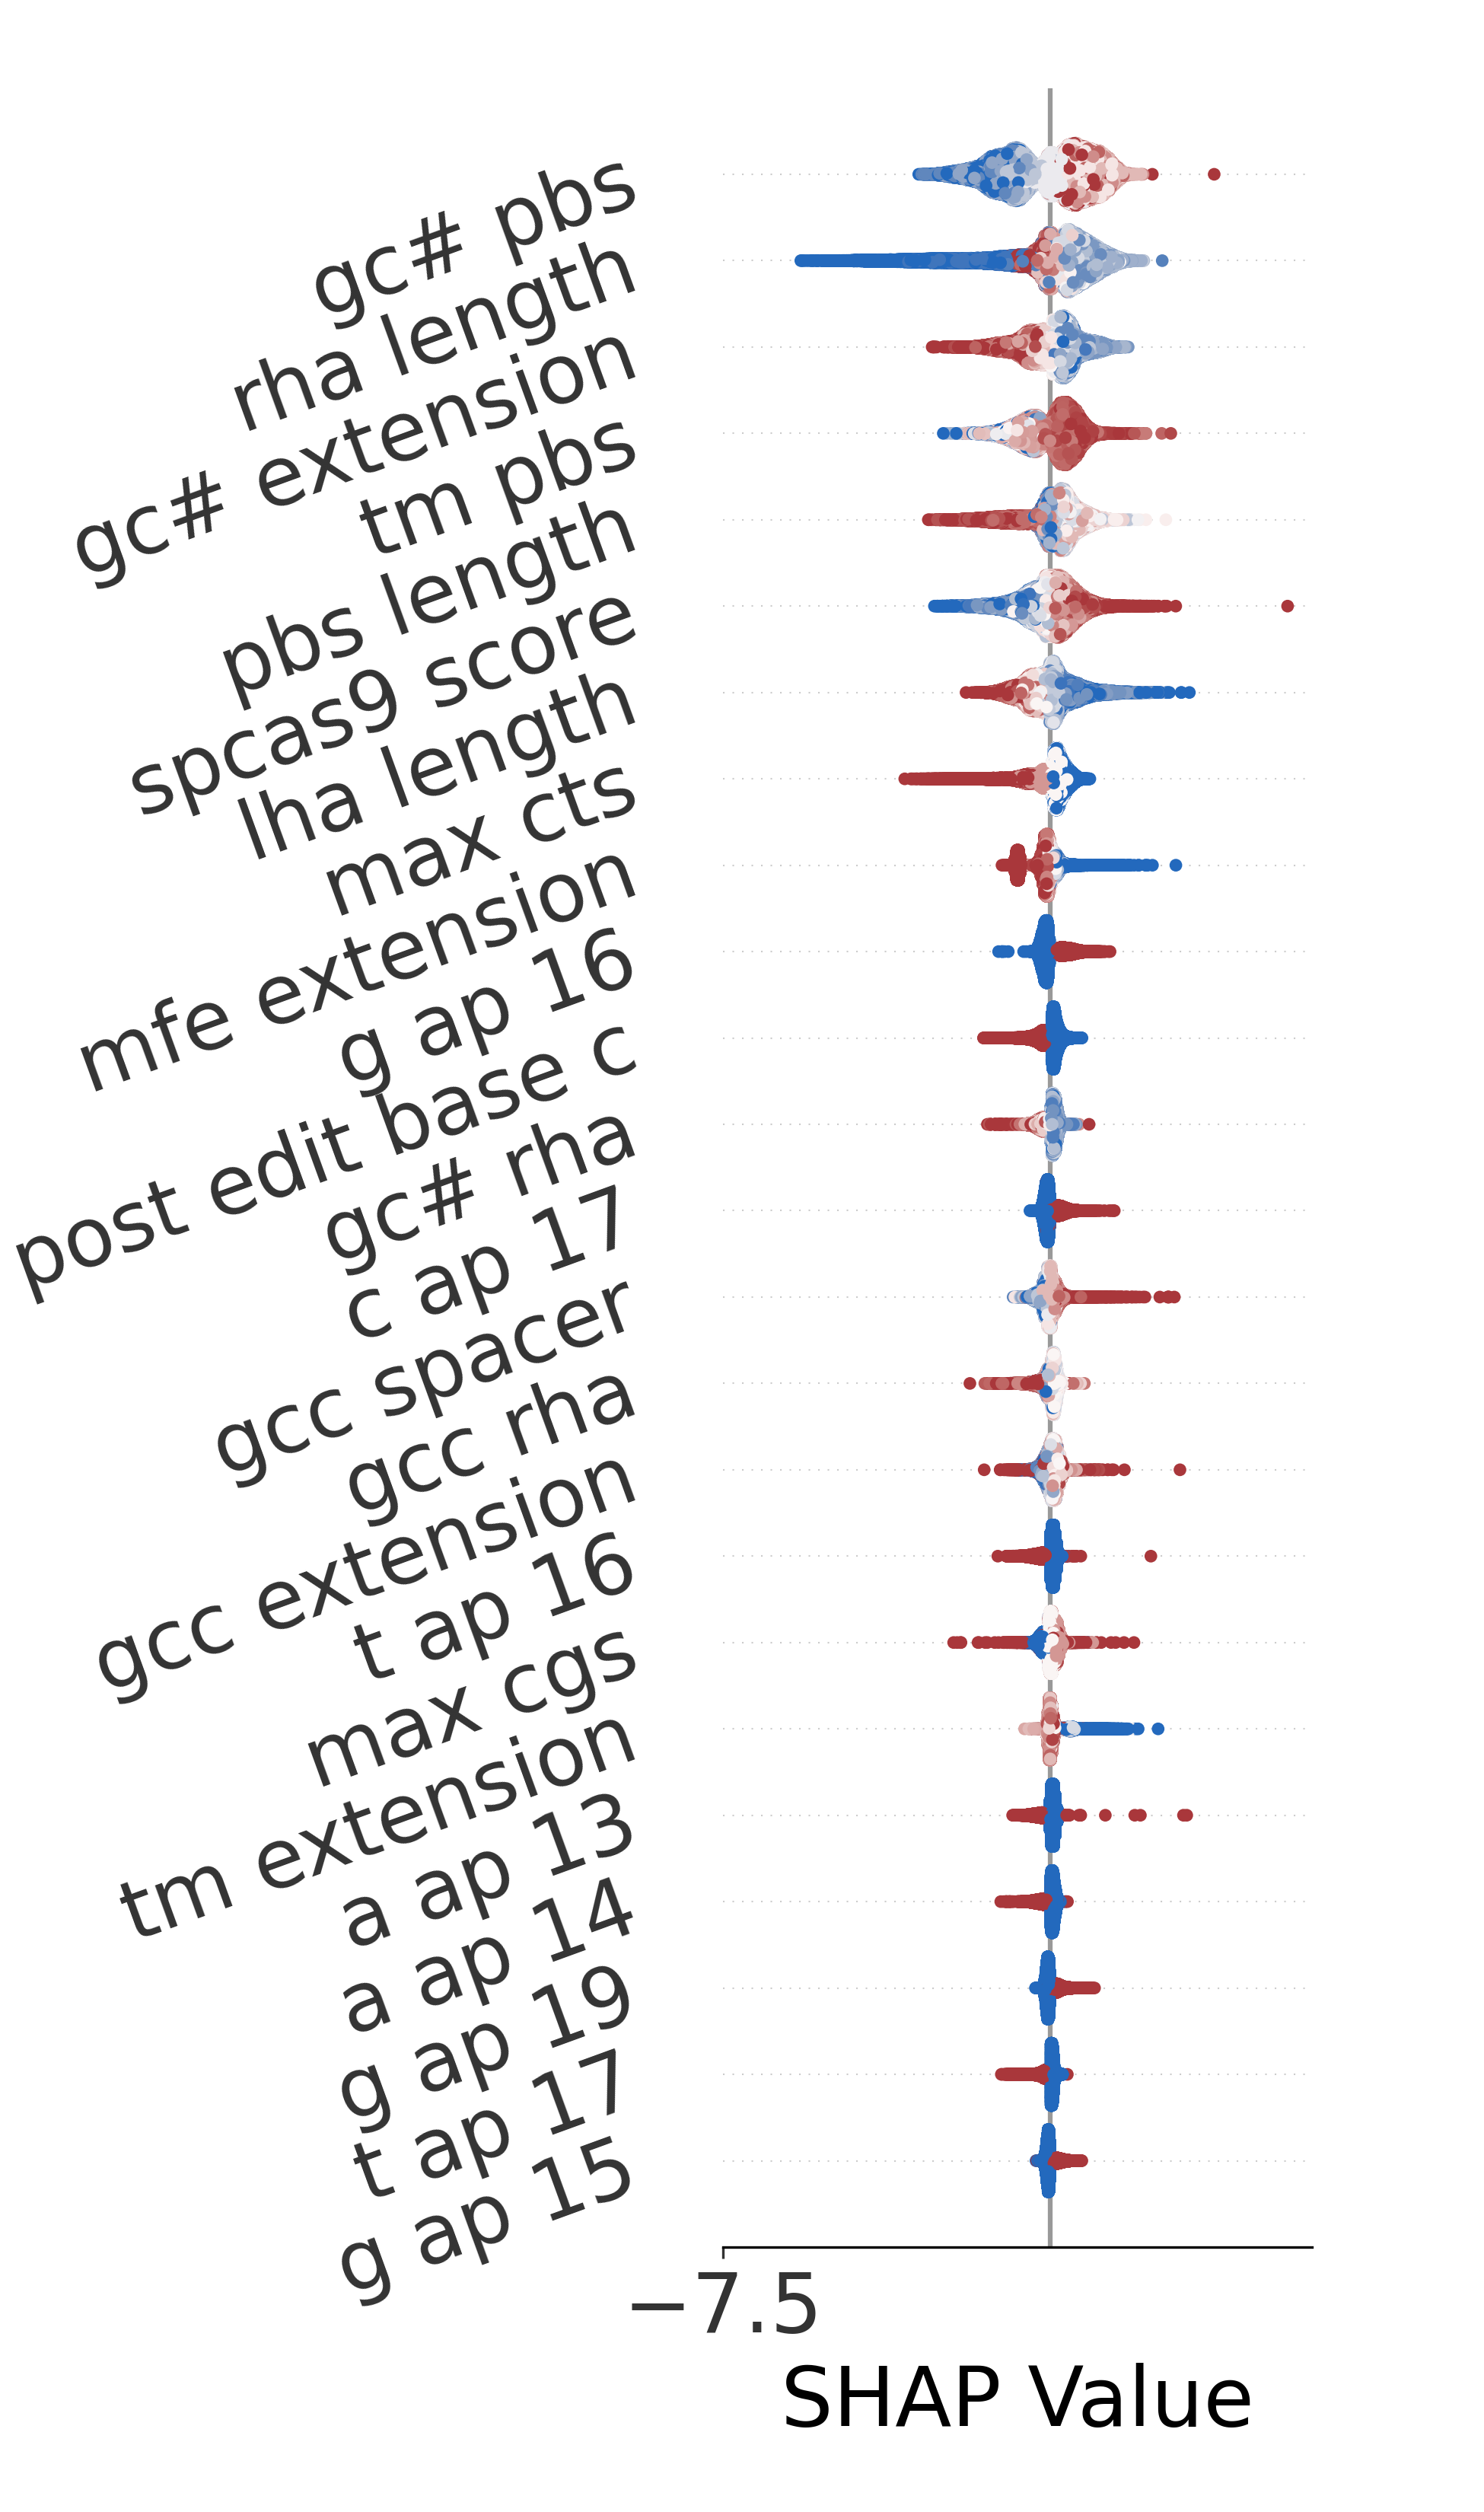 gc# pbs
rha length
gc# extension
tm pbs
pbs length
spcas9 score
lha length
max cts
mfe extension
g ap 16
post edit base c
gc# rha
c ap 17
gcc spacer
gcc rha
gcc extension
t ap 16
max cgs
tm extension
a ap 13
a ap 14
g ap 19
t ap 17
g ap 15
−7.5
SHAP Value